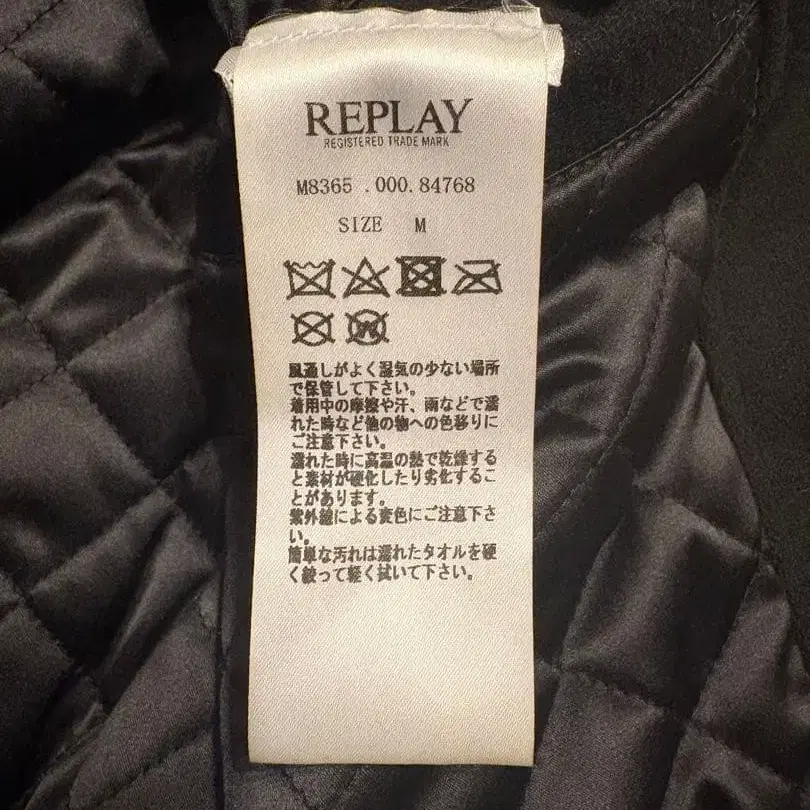 REPLAY
REGISTERED TRADE MARK
M8365 .000.84768
SIZE M
W
風通しがよく湿気の少ない場所
で保管して下さい。
着用中の摩擦や汗、雨などで濡
れた時など他の物への色移りに
ご注意下さい。
濡れた時に高温の熱で乾燥する
と素材が硬化したり劣化するこ
とがあります。
紫外線による変色にご注意下さ
い。
簡単な汚れは濡れたタオルを硬
く絞って軽く拭いて下さい。